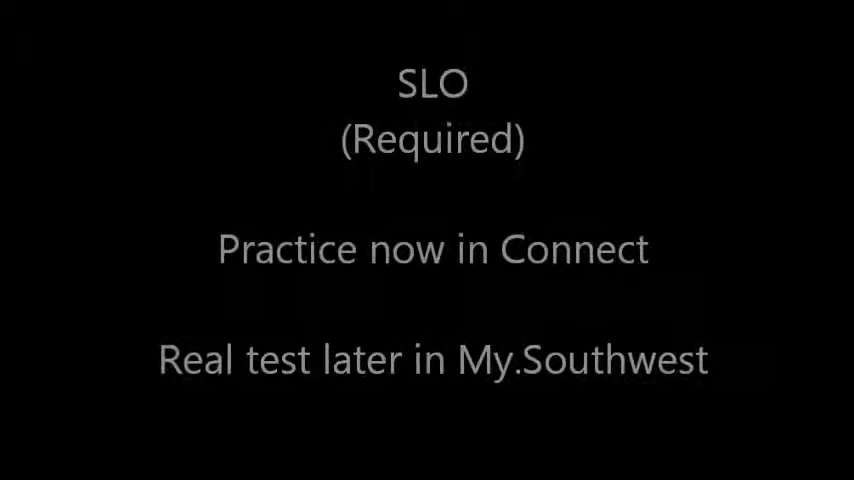 SLO
(Required)
Practice now in Connect
Real test later in My.Southwest